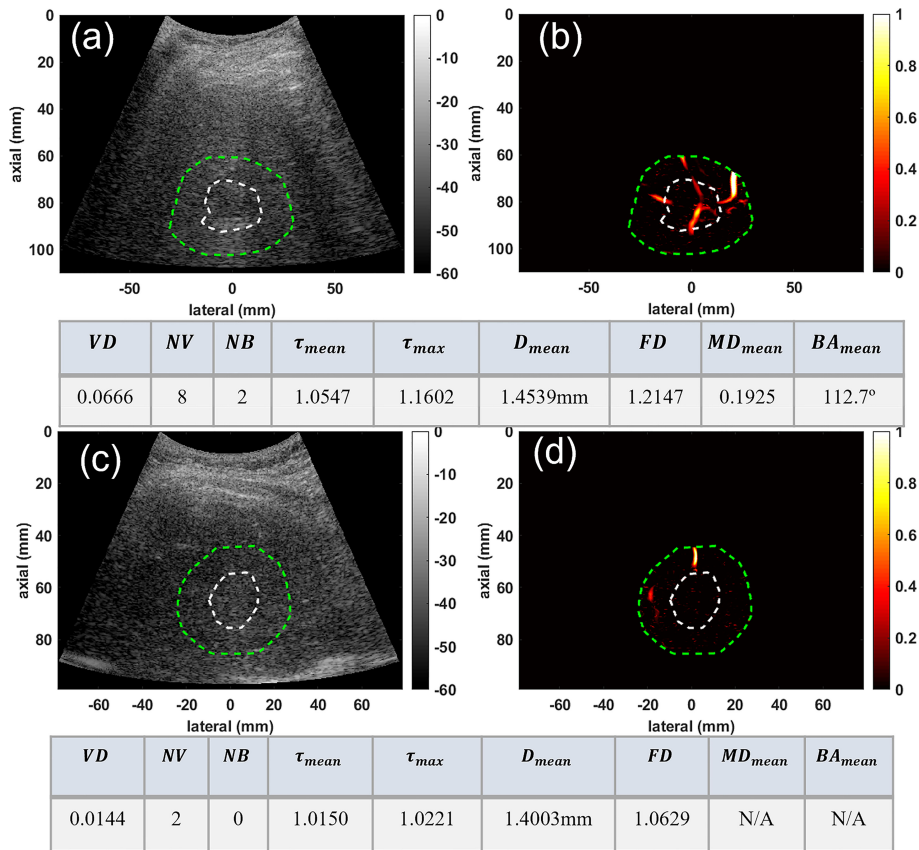 (a)
0
20
40
60
80
100
axial (mm)
-50 0 50
lateral (mm)
0
-10
-20
-30
-40
-50
-60
(b)
0
20
40
60
80
100
axial (mm)
-50 0 50
lateral (mm)
1
0.8
0.6
0.4
0.2
0
VD NV NB τmean τmax Dmean FD MDmean BAmean
0.0666 8 2 1.0547 1.1602 1.4539mm 1.2147 0.1925 112.7º
(c)
0
20
40
60
80
axial (mm)
-60 -40 -20 0 20 40 60
lateral (mm)
0
-10
-20
-30
-40
-50
-60
(d)
0
20
40
60
80
axial (mm)
-60 -40 -20 0 20 40 60
lateral (mm)
1
0.8
0.6
0.4
0.2
0
VD NV NB τmean τmax Dmean FD MDmean BAmean
0.0144 2 0 1.0150 1.0221 1.4003mm 1.0629 N/A N/A